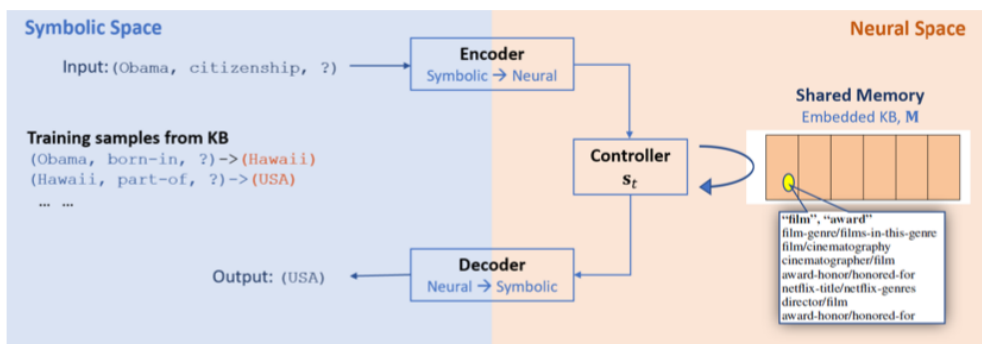 Symbolic Space
Neural Space
Input: (Obama, citizenship, ?)
Encoder
Symbolic → Neural
Shared Memory
Embedded KB, M
Training samples from KB
(Obama, born-in, ?)->(Hawaii)
(Hawaii, part-of, ?)->(USA)
... ...
Controller
sₜ
"film", "award"
film-genre/films-in-this-genre
film/cinematography
cinematographer/film
award-honor/honored-for
netflix-title/netflix-genres
director/film
award-honor/honored-for
Output: (USA)
Decoder
Neural → Symbolic